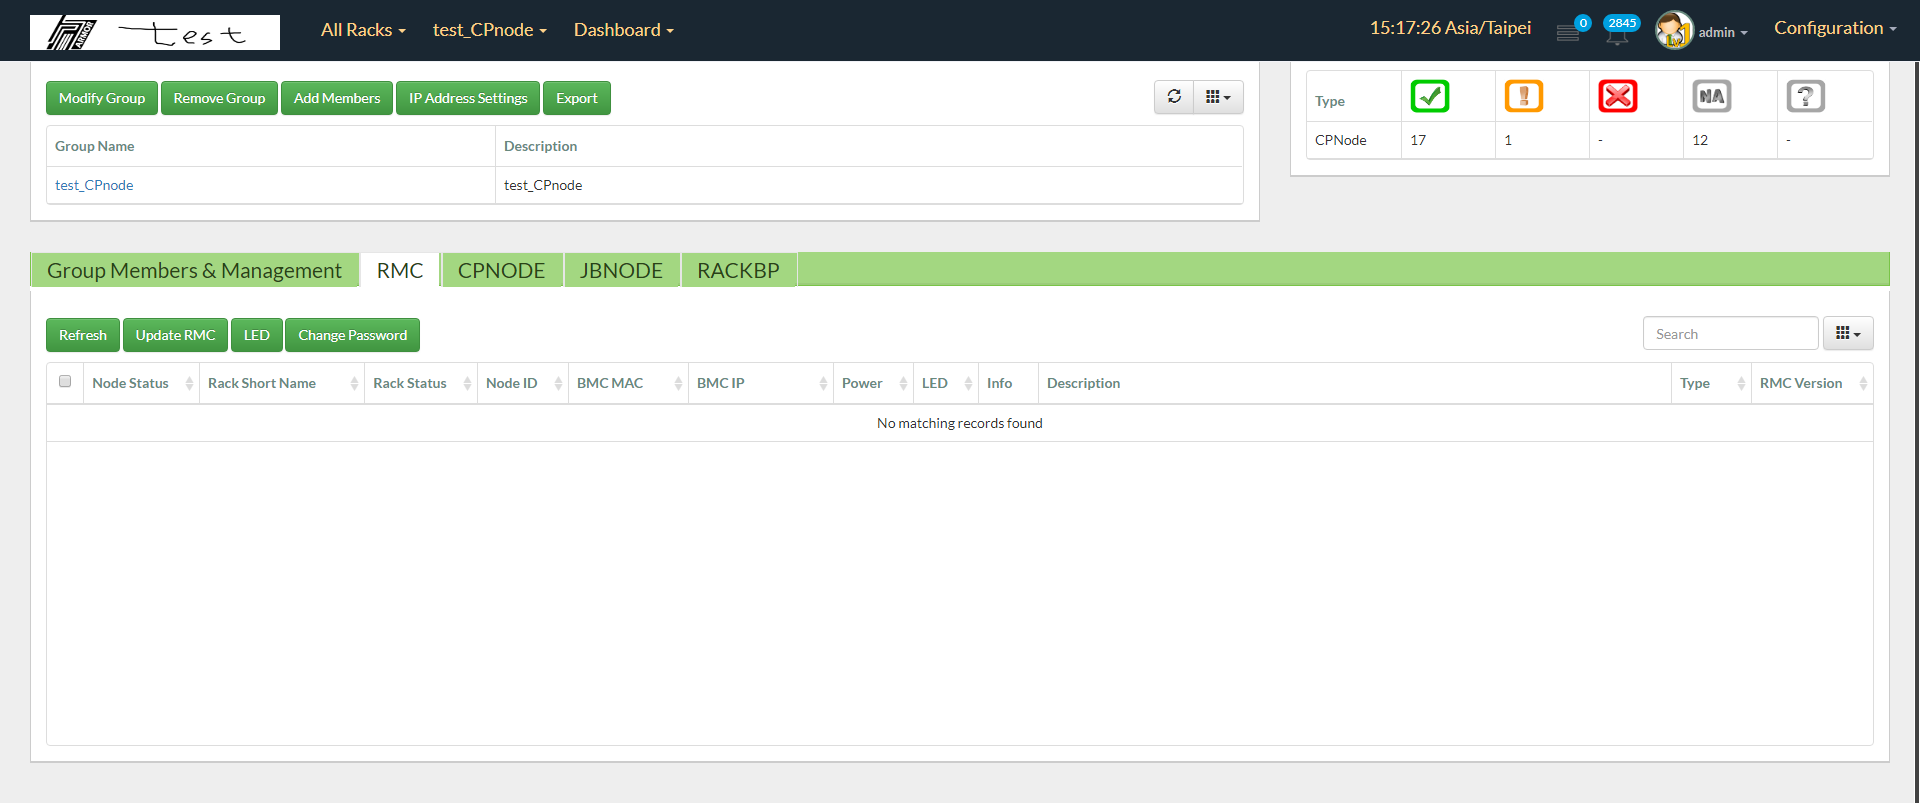 ARMOR test All Racks test_CPnode Dashboard 15:17:26 Asia/Taipei 0 2845 admin Configuration
Modify Group Remove Group Add Members IP Address Settings Export
Group Name Description
test_CPnode test_CPnode
Type ! NA ?
CPNode 17 1 - 12 -
Group Members & Management RMC CPNODE JBNODE RACKBP
Refresh Update RMC LED Change Password Search
Node Status Rack Short Name Rack Status Node ID BMC MAC BMC IP Power LED Info Description Type RMC Version
No matching records found